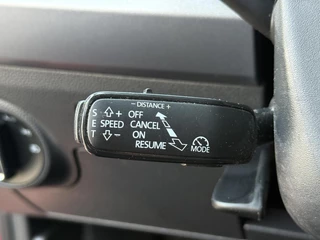 - DISTANCE +
S + OFF
E SPEED CANCEL
T - ON
RESUME
MODE